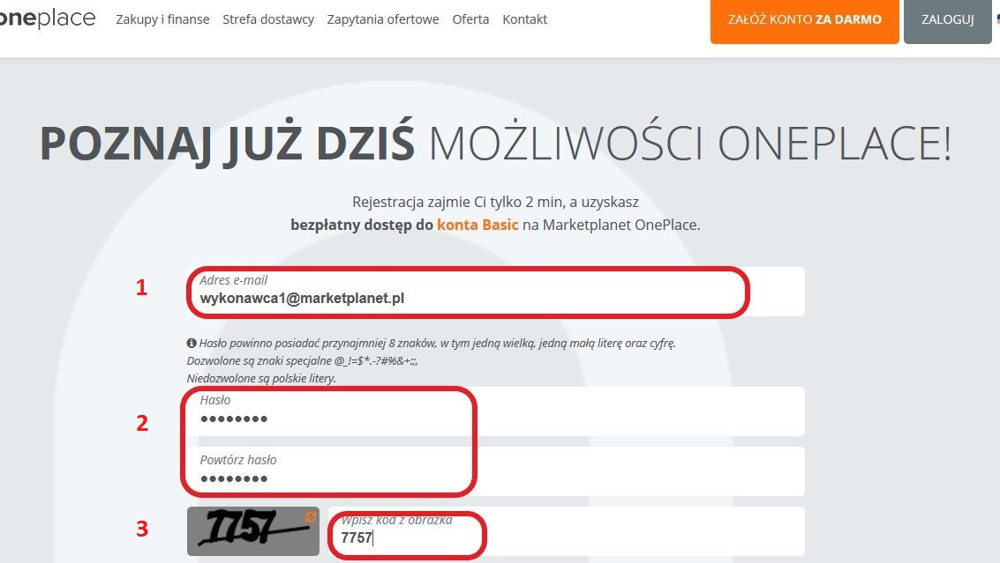 oneplace Zakupy i finanse Strefa dostawcy Zapytania ofertowe Oferta Kontakt ZAŁÓŻ KONTO ZA DARMO ZALOGUJ
POZNAJ JUŻ DZIŚ MOŻLIWOŚCI ONEPLACE!
Rejestracja zajmie Ci tylko 2 min, a uzyskasz
bezpłatny dostęp do konta Basic na Marketplanet OnePlace.
1
Adres e-mail
wykonawca1@marketplanet.pl
Hasło powinno posiadać przynajmniej 8 znaków, w tym jedną wielką, jedną małą literę oraz cyfrę.
Dozwolone są znaki specjalne @_!=$*.-?#%&+:;,
Niedozwolone są polskie litery.
2
Hasło
••••••••
Powtórz hasło
••••••••
3
7757
Wpisz kod z obrazka
7757